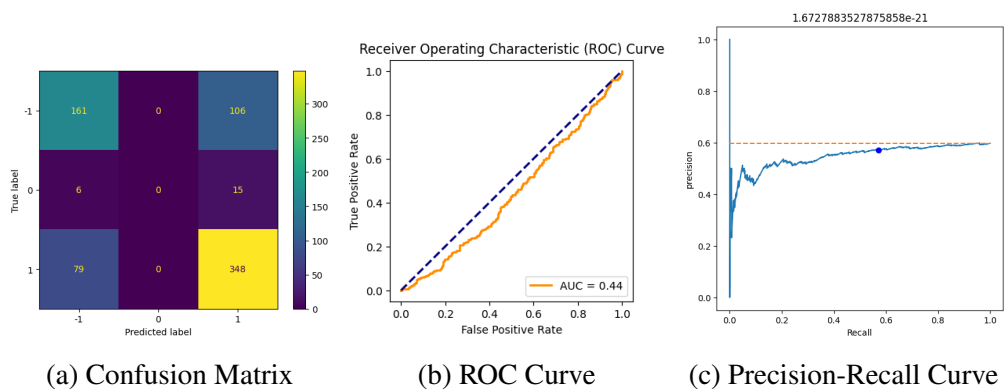 161 0 106
6 0 15
79 0 348
-1
0
1
True label
-1 0 1
Predicted label
300
250
200
150
100
50
0
(a) Confusion Matrix
Receiver Operating Characteristic (ROC) Curve
1.0
0.8
0.6
0.4
0.2
0.0
True Positive Rate
0.0 0.2 0.4 0.6 0.8 1.0
False Positive Rate
AUC = 0.44
(b) ROC Curve
1.6727883527875858e-21
1.0
0.8
0.6
0.4
0.2
0.0
precision
0.0 0.2 0.4 0.6 0.8 1.0
Recall
(c) Precision-Recall Curve